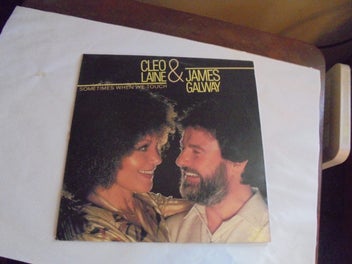 CLEO
LAINE & JAMES
GALWAY
SOMETIMES WHEN WE TOUCH